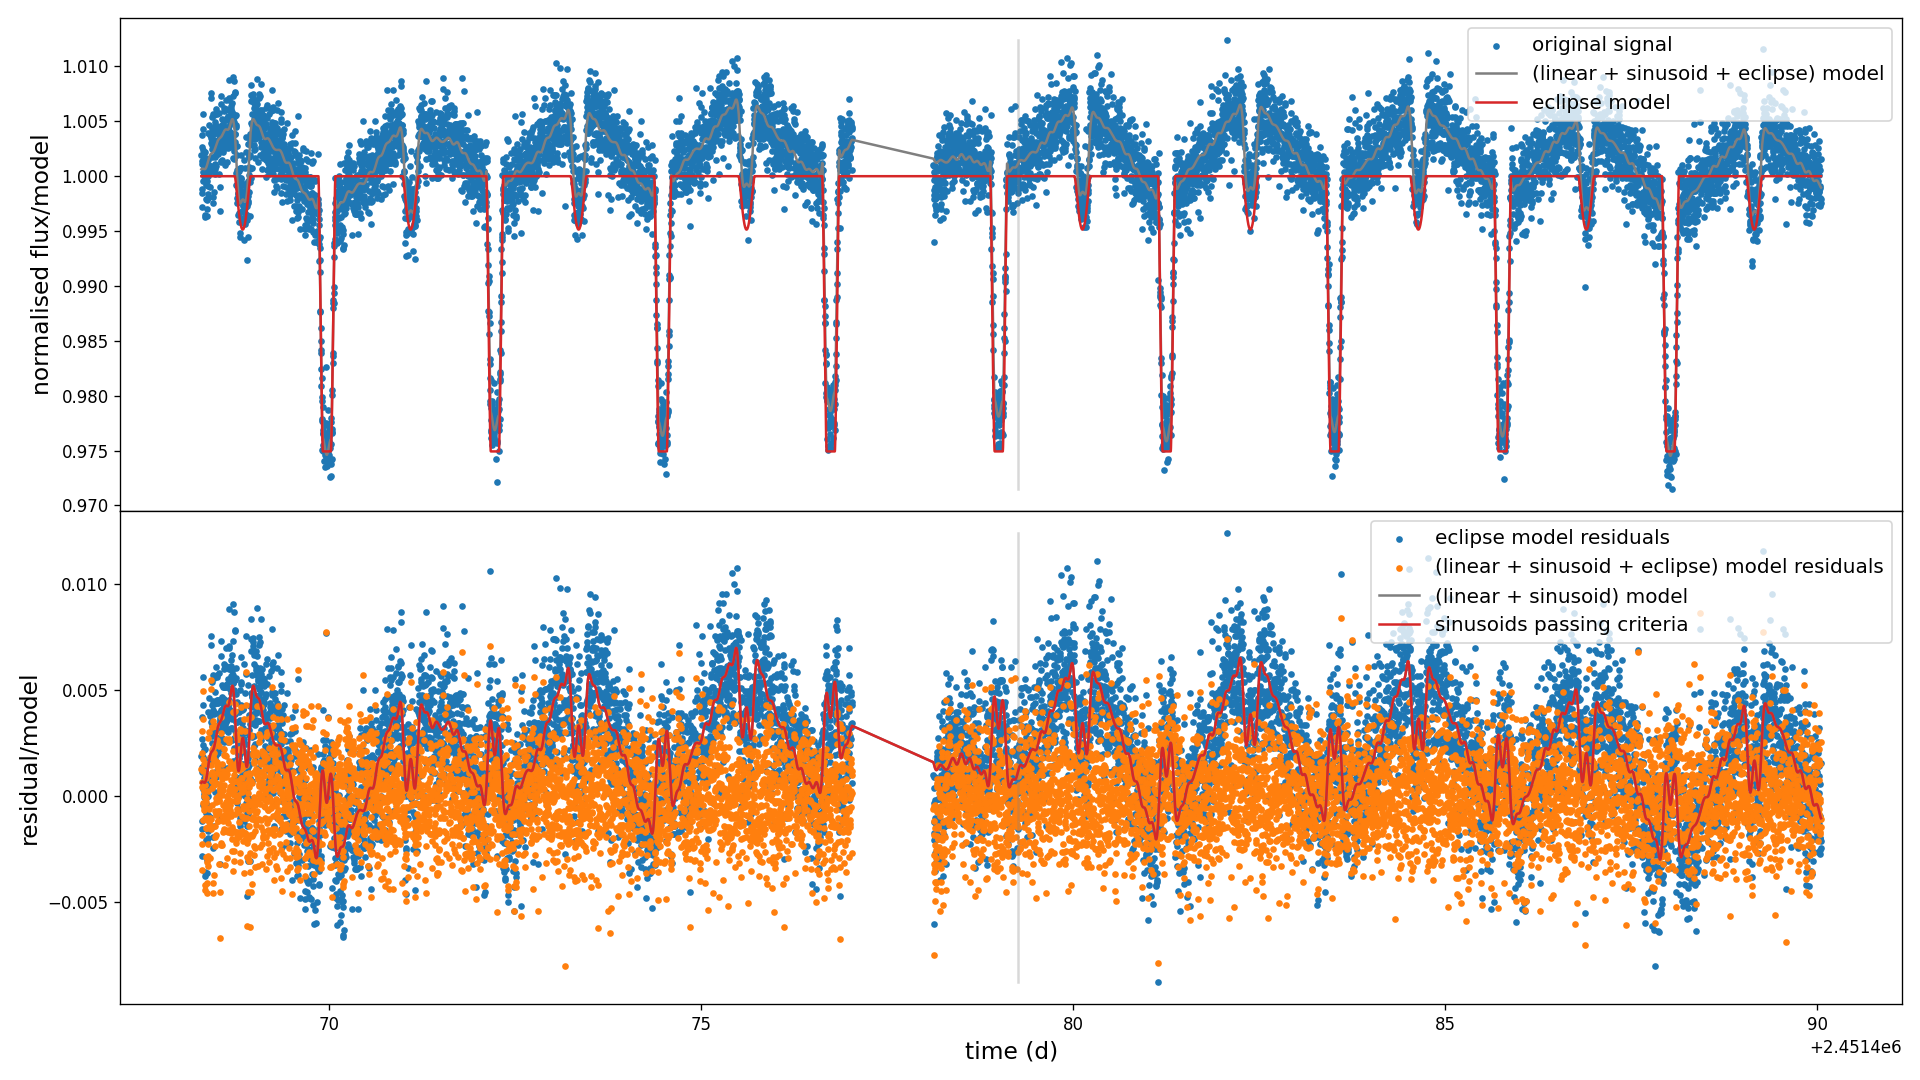 original signal
(linear + sinusoid + eclipse) model
eclipse model
normalised flux/model
1.010
1.005
1.000
0.995
0.990
0.985
0.980
0.975
0.970
eclipse model residuals
(linear + sinusoid + eclipse) model residuals
(linear + sinusoid) model
sinusoids passing criteria
residual/model
0.010
0.005
0.000
−0.005
70 75 80 85 90
time (d)
+2.4514e6